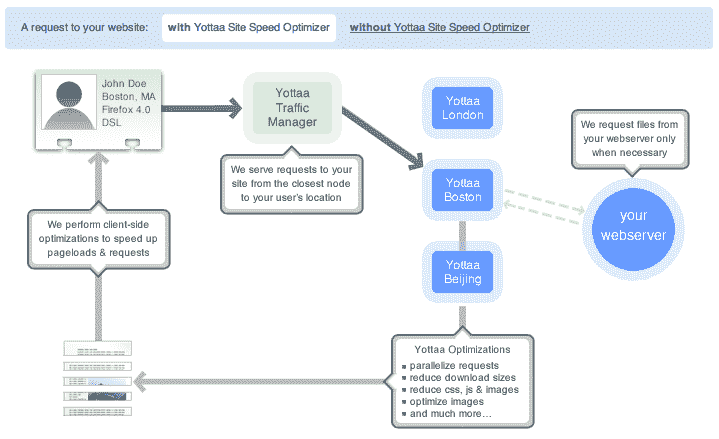 A request to your website:
with Yottaa Site Speed Optimizer
without Yottaa Site Speed Optimizer
John Doe
Boston, MA
Firefox 4.0
DSL
Yottaa
Traffic
Manager
Yottaa
London
We request files from
your webserver only
when necessary
We serve requests to your
site from the closest node
to your user's location
Yottaa
Boston
your
webserver
We perform client-side
optimizations to speed up
pageloads & requests
Yottaa
Beijing
Yottaa Optimizations
▪ parallelize requests
▪ reduce download sizes
▪ reduce css, js & images
▪ optimize images
▪ and much more…